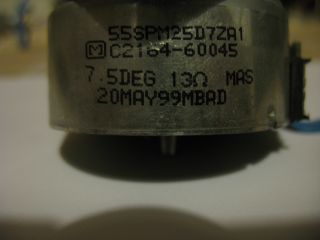 55SPM25D7ZA1
M C2164-60045
7.5DEG 13Ω MAS
20MAY99MBAD